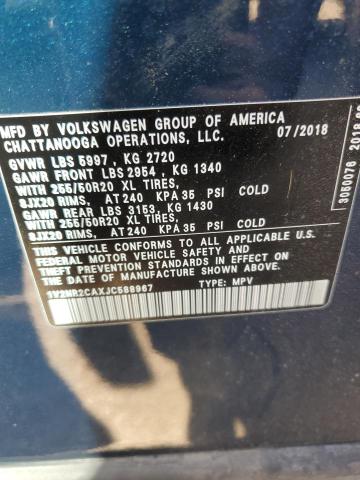 MFD BY VOLKSWAGEN GROUP OF AMERICA
CHATTANOOGA OPERATIONS, LLC. 07/2018
GVWR LBS 5997 , KG 2720
GAWR FRONT LBS 2954 , KG 1340
WITH 255/50R20 XL TIRES,
8JX20 RIMS, AT 240 KPA 35 PSI COLD
GAWR REAR LBS 3153, KG 1430
WITH 255/50R20 XL TIRES,
8JX20 RIMS, AT 240 KPA 35 PSI COLD
THIS VEHICLE CONFORMS TO ALL APPLICABLE U.S.
FEDERAL MOTOR VEHICLE SAFETY, BUMPER, AND
THEFT PREVENTION STANDARDS IN EFFECT ON THE
DATE OF MANUFACTURE SHOWN ABOVE.
1V2NR2CAXJC588967 TYPE: MPV
3050076